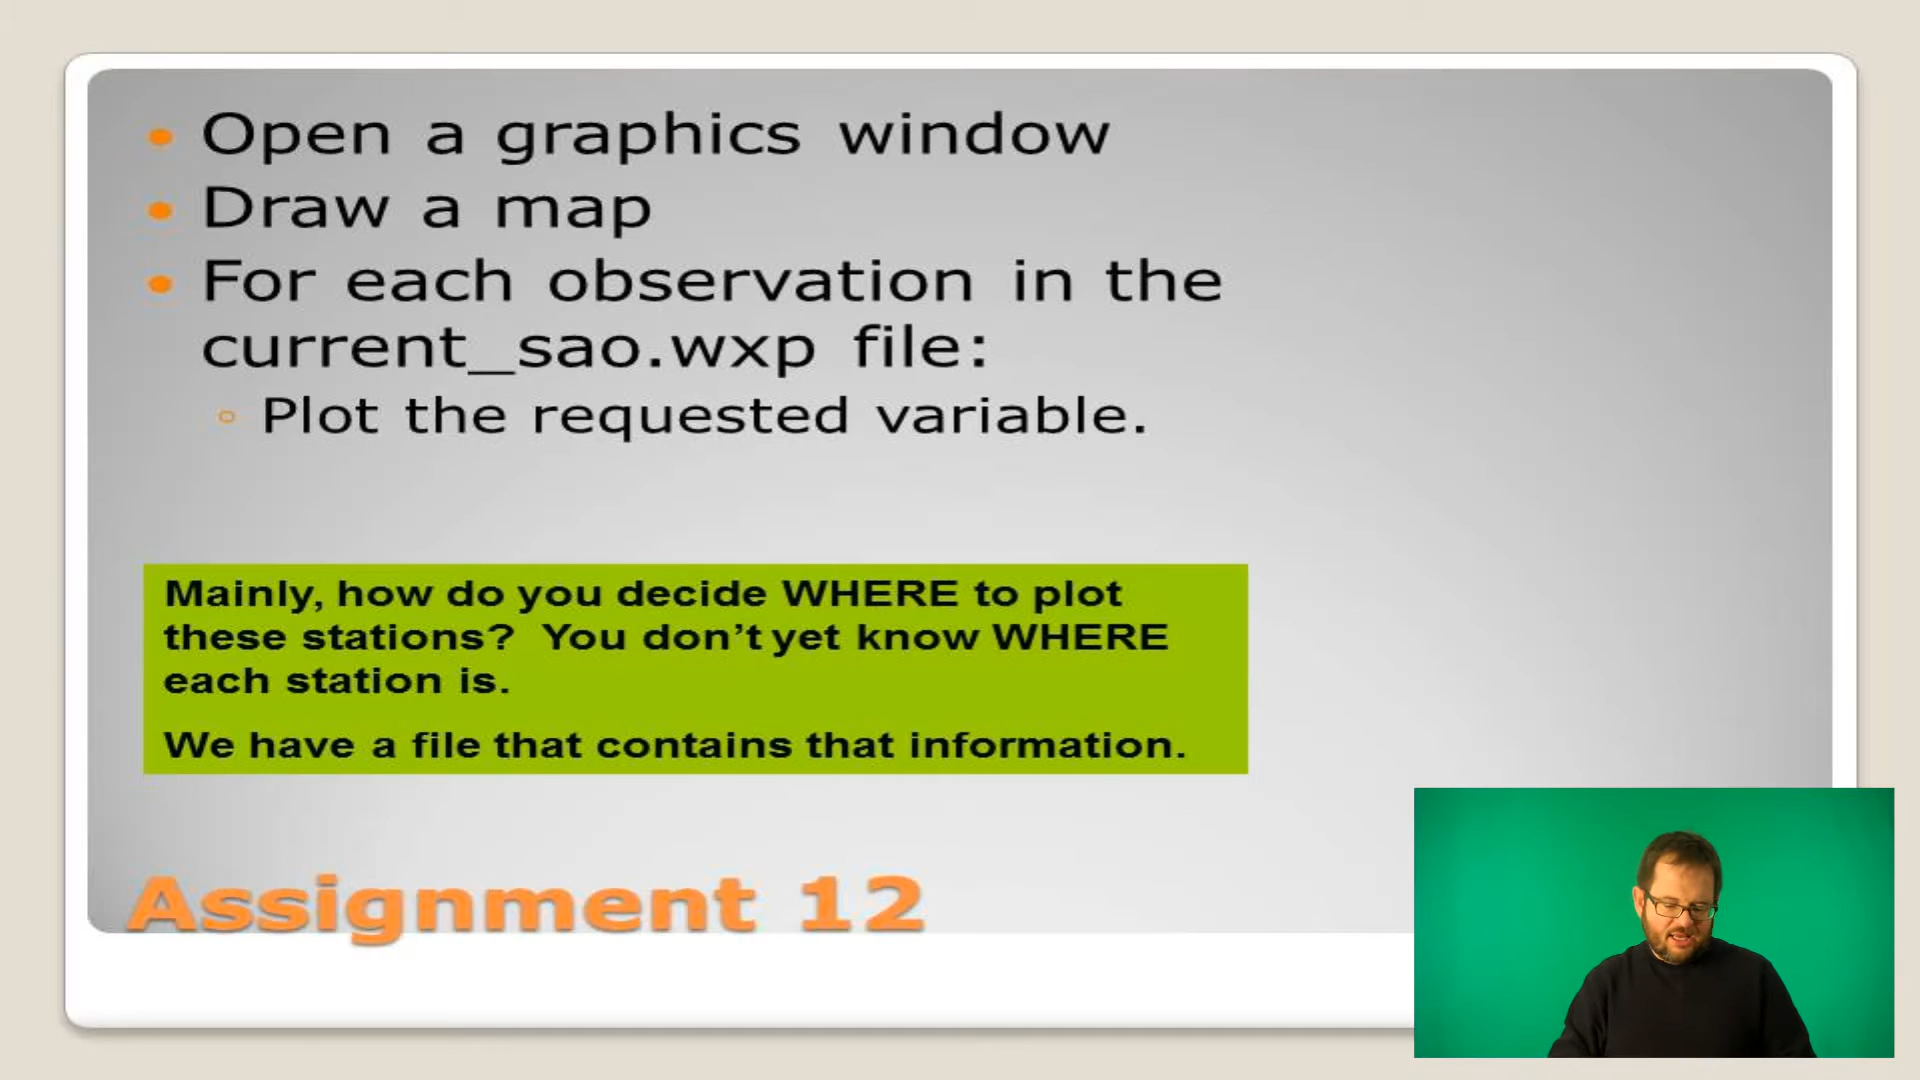 Open a graphics window
Draw a map
For each observation in the
current_sao.wxp file:
Plot the requested variable.
Mainly, how do you decide WHERE to plot
these stations? You don't yet know WHERE
each station is.
We have a file that contains that information.
Assignment 12